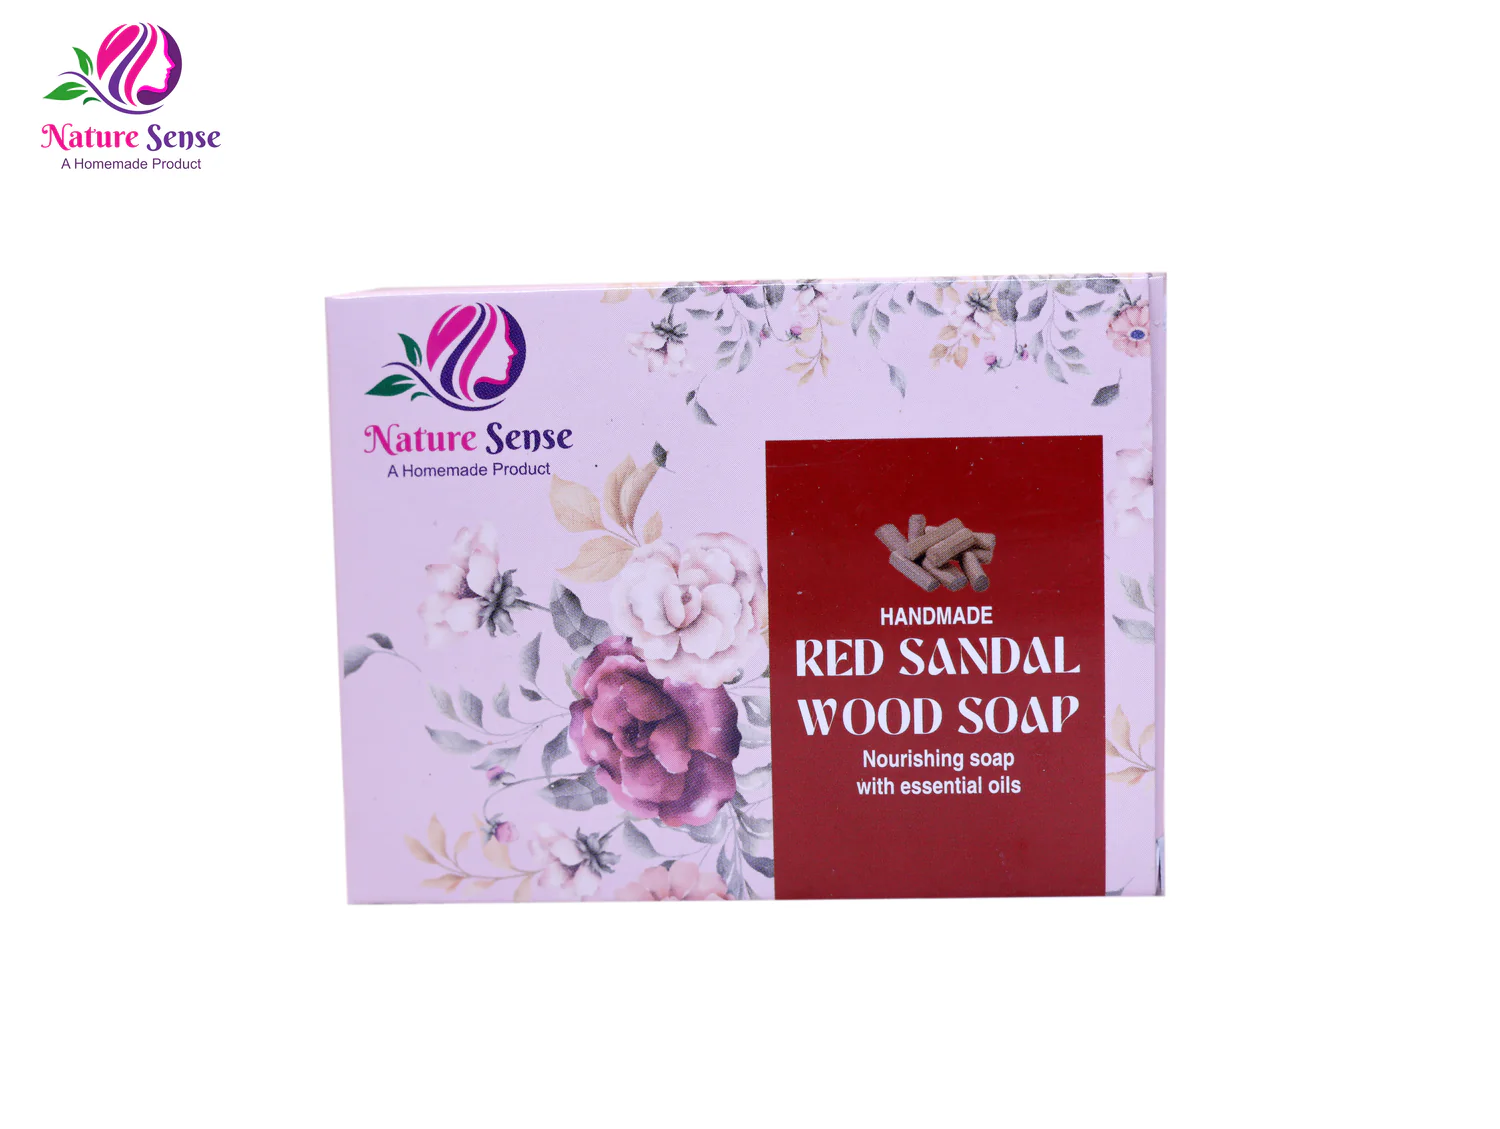 Nature Sense
A Homemade Product
Nature Sense
A Homemade Product
HANDMADE
RED SANDAL
WOOD SOAP
Nourishing soap
with essential oils